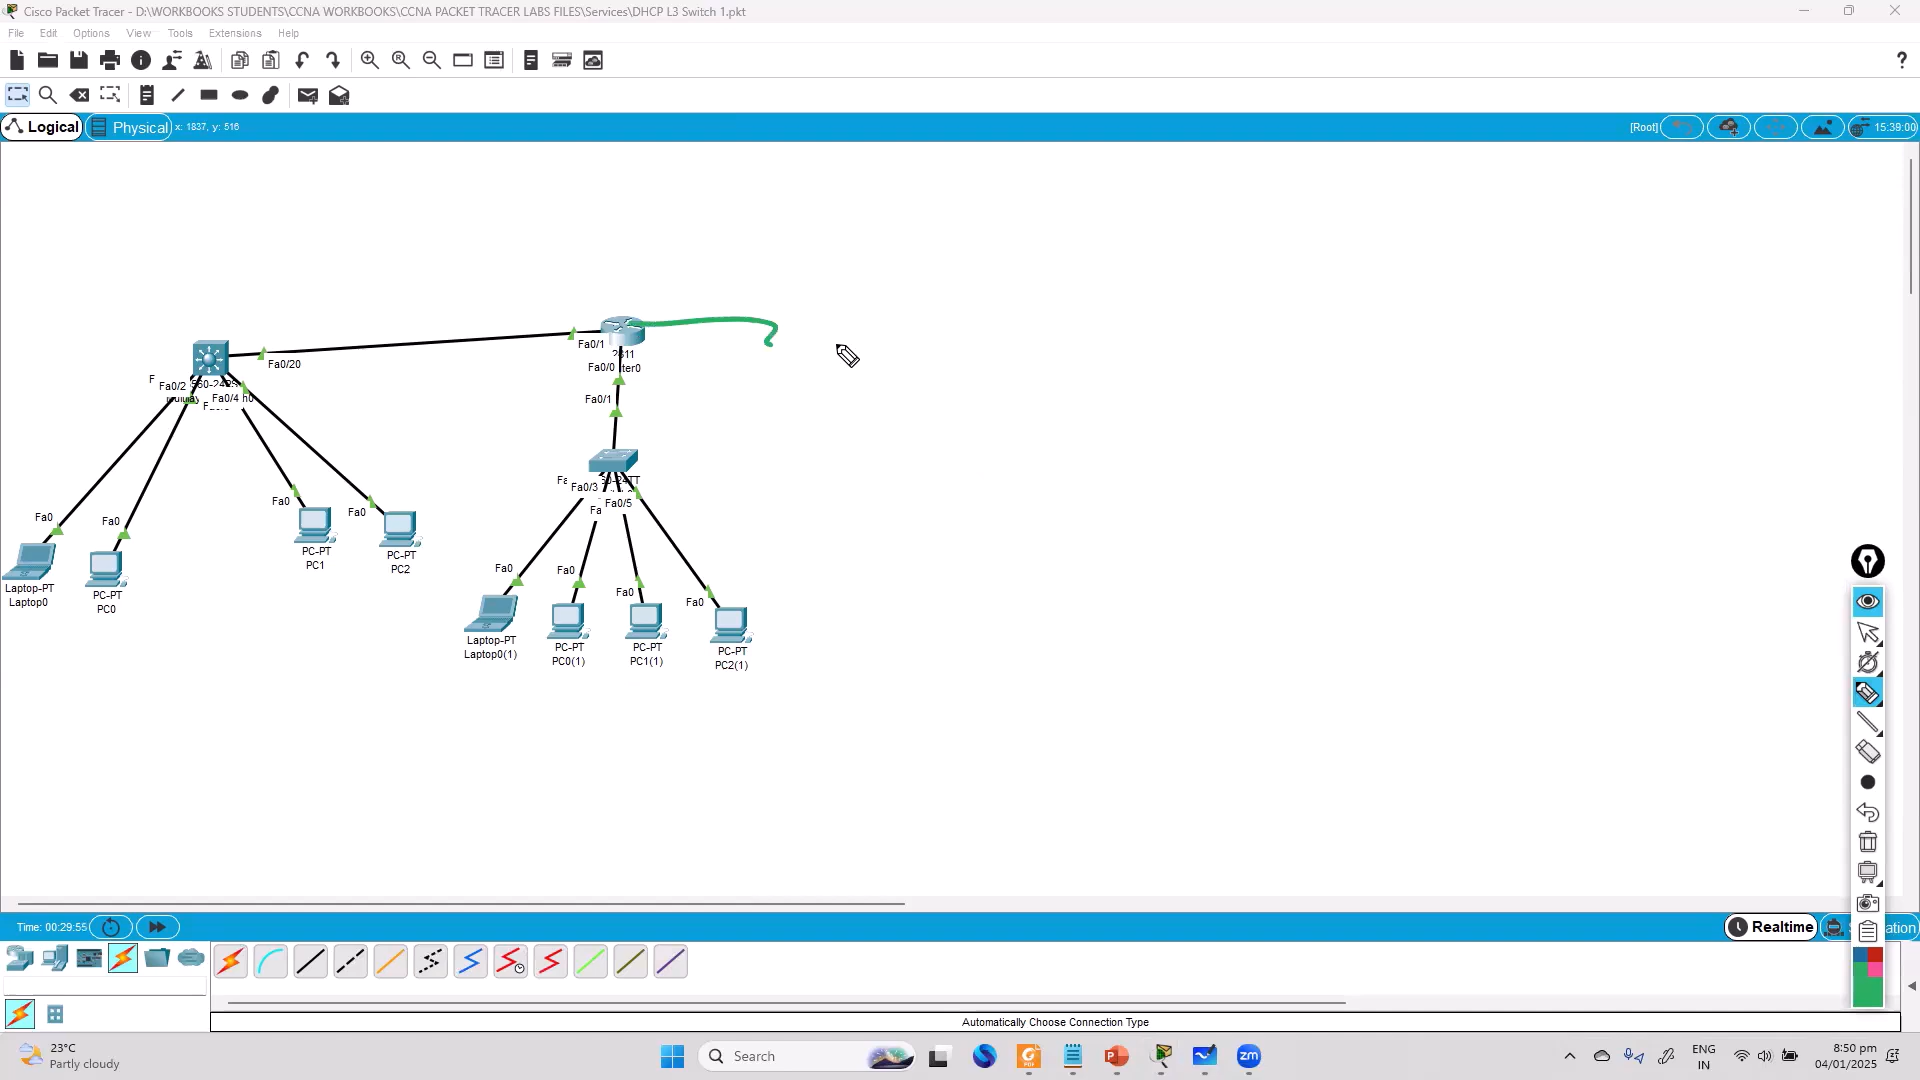 Cisco Packet Tracer - D:\WORKBOOKS STUDENTS\CCNA WORKBOOKS\CCNA PACKET TRACER LABS FILES\Services\DHCP L3 Switch 1.pkt
File Edit Options View Tools Extensions Help
Logical Physical x: 1837, y: 516 [Root] 15:39:00
Fa0/1
Fa0/20
Fa0/0 ter0
Fa0/2
Fa0/4 h0
Fa0/1
Fa0/3
Fa0/5
Fa0
Fa0
Fa0
Fa0
PC-PT
PC1
PC-PT
PC2
Laptop-PT
Laptop0
PC-PT
PC0
Fa0
Fa0
Fa0
Fa0
Laptop-PT
Laptop0(1)
PC-PT
PC0(1)
PC-PT
PC1(1)
PC-PT
PC2(1)
Time: 00:29:55
Realtime
ation
Automatically Choose Connection Type
23°C
Partly cloudy
Search
ENG
IN
8:50 pm
04/01/2025